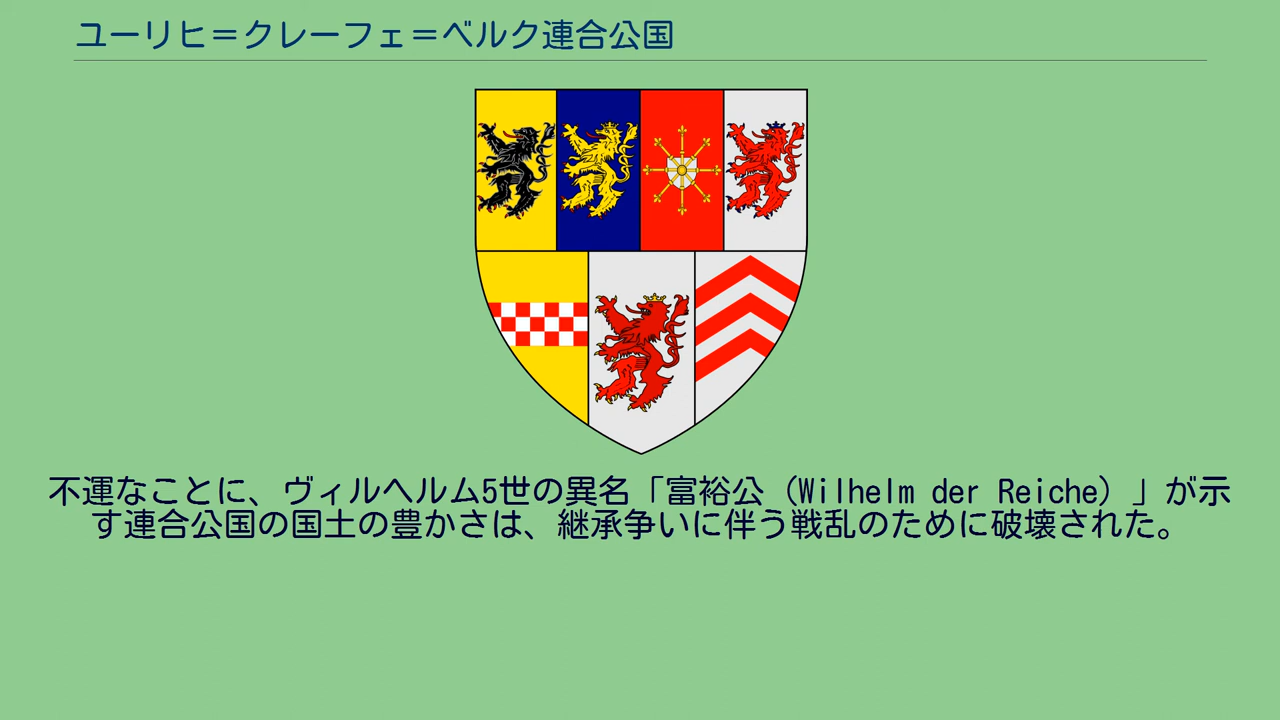 ユーリヒ＝クレーフェ＝ベルク連合公国
不運なことに、ヴィルヘルム5世の異名「富裕公（Wilhelm der Reiche）」が示
す連合公国の国土の豊かさは、継承争いに伴う戦乱のために破壊された。